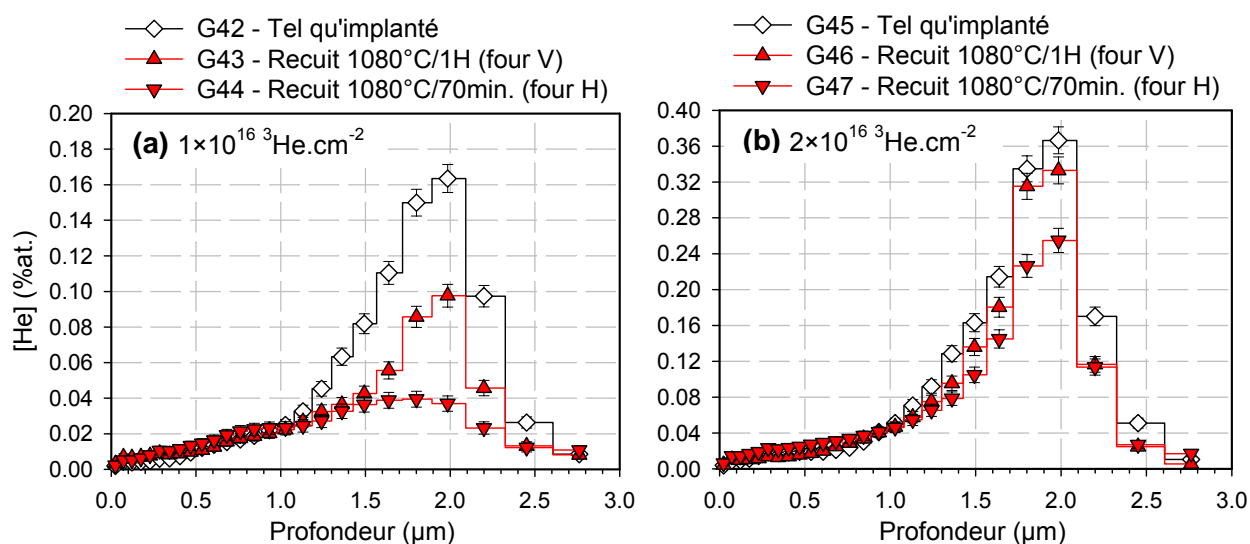 G42 - Tel qu'implanté
G43 - Recuit 1080°C/1H (four V)
G44 - Recuit 1080°C/70min. (four H)
G45 - Tel qu'implanté
G46 - Recuit 1080°C/1H (four V)
G47 - Recuit 1080°C/70min. (four H)
(a) 1×10¹⁶ ³He.cm⁻²
0.20
0.18
0.16
0.14
0.12
0.10
0.08
0.06
0.04
0.02
0.00
[He] (%at.)
0.0 0.5 1.0 1.5 2.0 2.5 3.0
Profondeur (µm)
(b) 2×10¹⁶ ³He.cm⁻²
0.40
0.36
0.32
0.28
0.24
0.20
0.16
0.12
0.08
0.04
0.00
0.0 0.5 1.0 1.5 2.0 2.5 3.0
Profondeur (µm)